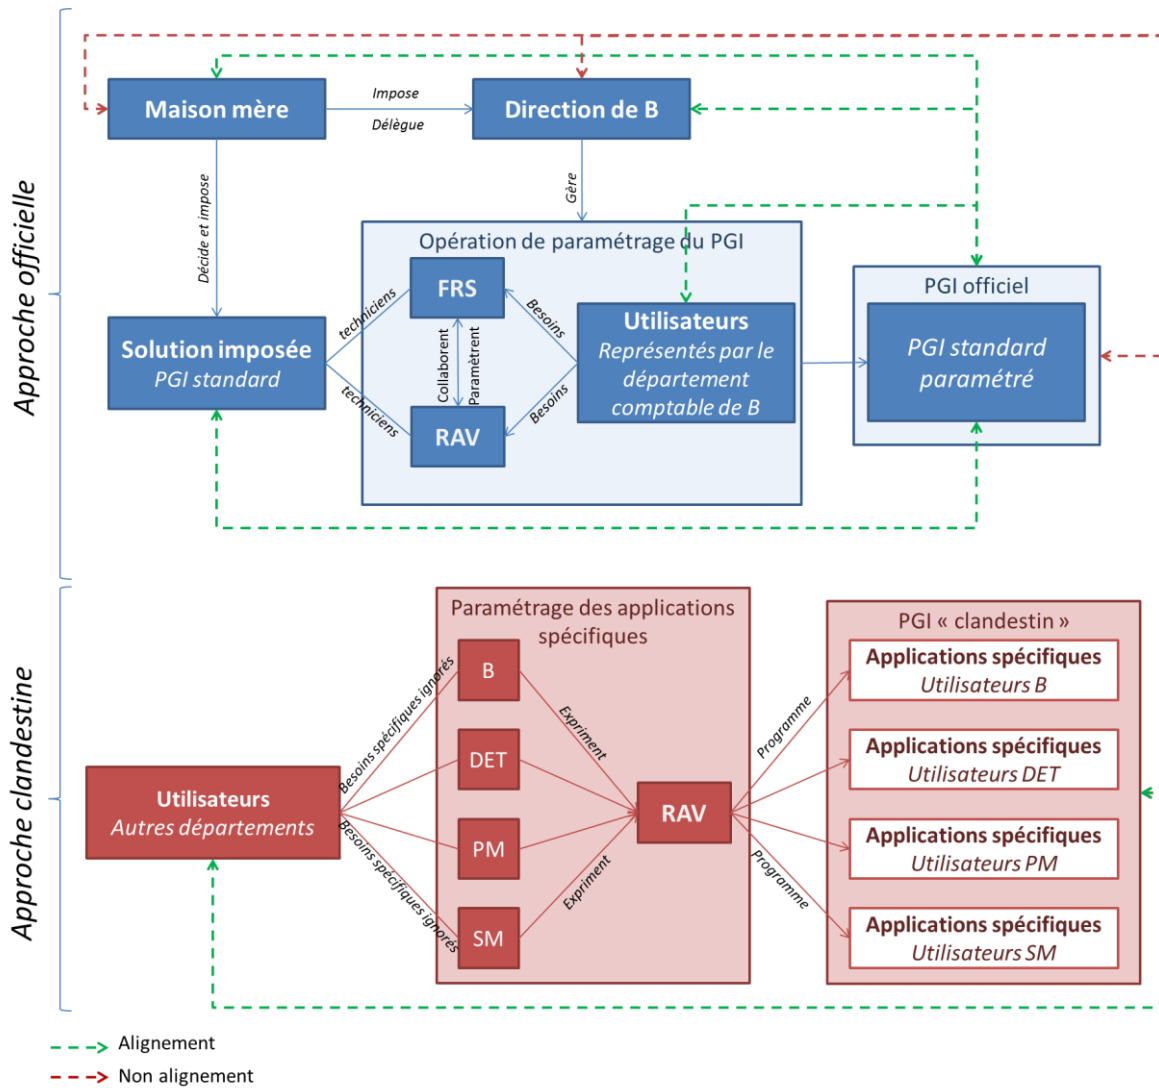 Approche officielle
Maison mère
Impose
Délègue
Direction de B
Décide et impose
Gère
Opération de paramétrage du PGI
FRS
techniciens
Besoins
Collaborent
Paramètrent
Solution imposée
PGI standard
techniciens
Besoins
RAV
Utilisateurs
Représentés par le
département
comptable de B
PGI officiel
PGI standard
paramétré
Approche clandestine
Paramétrage des applications
spécifiques
Besoins spécifiques ignorés
B
DET
PM
SM
Expriment
Utilisateurs
Autres départements
Besoins spécifiques ignorés
Expriment
RAV
Programme
Programme
PGI « clandestin »
Applications spécifiques
Utilisateurs B
Applications spécifiques
Utilisateurs DET
Applications spécifiques
Utilisateurs PM
Applications spécifiques
Utilisateurs SM
Alignement
Non alignement